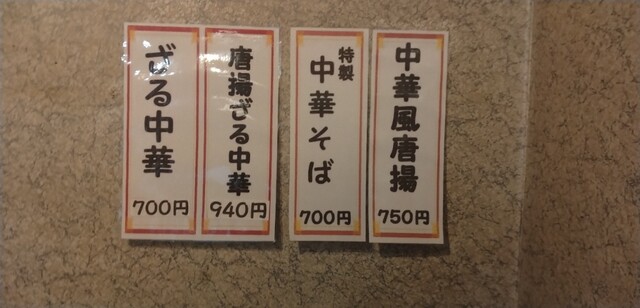 中華風唐揚
750円
特製
中華そば
700円
唐揚ざる中華
940円
ざる中華
700円